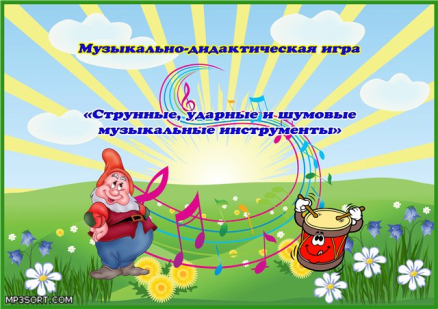 Музыкально-дидактическая игра
«Струнные, ударные и шумовые
музыкальные инструменты»
MP3SORT.COM